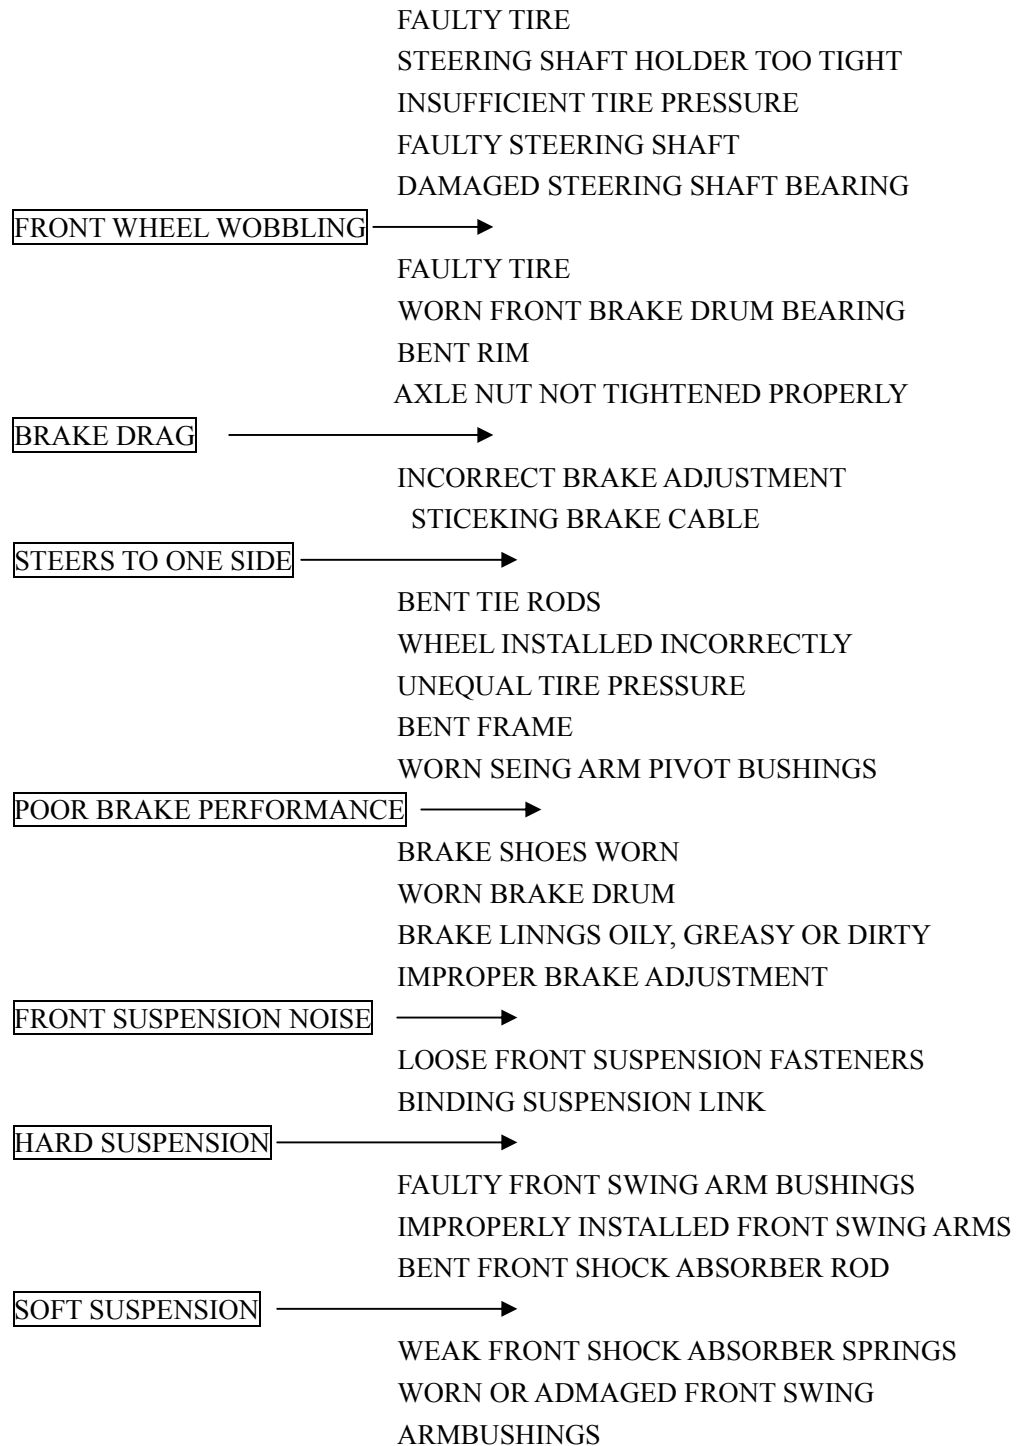 FAULTY TIRE
STEERING SHAFT HOLDER TOO TIGHT
INSUFFICIENT TIRE PRESSURE
FAULTY STEERING SHAFT
DAMAGED STEERING SHAFT BEARING
FRONT WHEEL WOBBLING
FAULTY TIRE
WORN FRONT BRAKE DRUM BEARING
BENT RIM
AXLE NUT NOT TIGHTENED PROPERLY
BRAKE DRAG
INCORRECT BRAKE ADJUSTMENT
STICEKING BRAKE CABLE
STEERS TO ONE SIDE
BENT TIE RODS
WHEEL INSTALLED INCORRECTLY
UNEQUAL TIRE PRESSURE
BENT FRAME
WORN SEING ARM PIVOT BUSHINGS
POOR BRAKE PERFORMANCE
BRAKE SHOES WORN
WORN BRAKE DRUM
BRAKE LINNGS OILY, GREASY OR DIRTY
IMPROPER BRAKE ADJUSTMENT
FRONT SUSPENSION NOISE
LOOSE FRONT SUSPENSION FASTENERS
BINDING SUSPENSION LINK
HARD SUSPENSION
FAULTY FRONT SWING ARM BUSHINGS
IMPROPERLY INSTALLED FRONT SWING ARMS
BENT FRONT SHOCK ABSORBER ROD
SOFT SUSPENSION
WEAK FRONT SHOCK ABSORBER SPRINGS
WORN OR ADMAGED FRONT SWING
ARMBUSHINGS